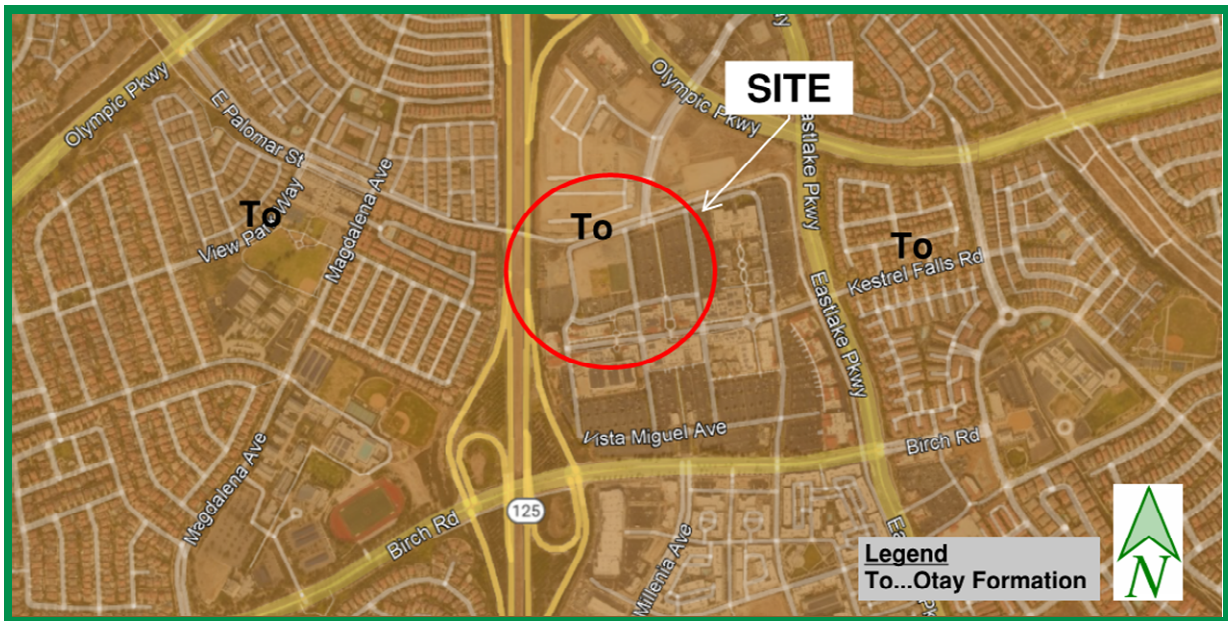 Olympic Pkwy
E Palomar St
Olympic Pkwy
SITE
Eastlake Pkwy
Magdalena Ave
To
View Park Way
To
To
Kestrel Falls Rd
Eastlake Pkwy
Vista Miguel Ave
Birch Rd
Magdalena Ave
125
Birch Rd
Millenia Ave
Legend
To...Otay Formation
N